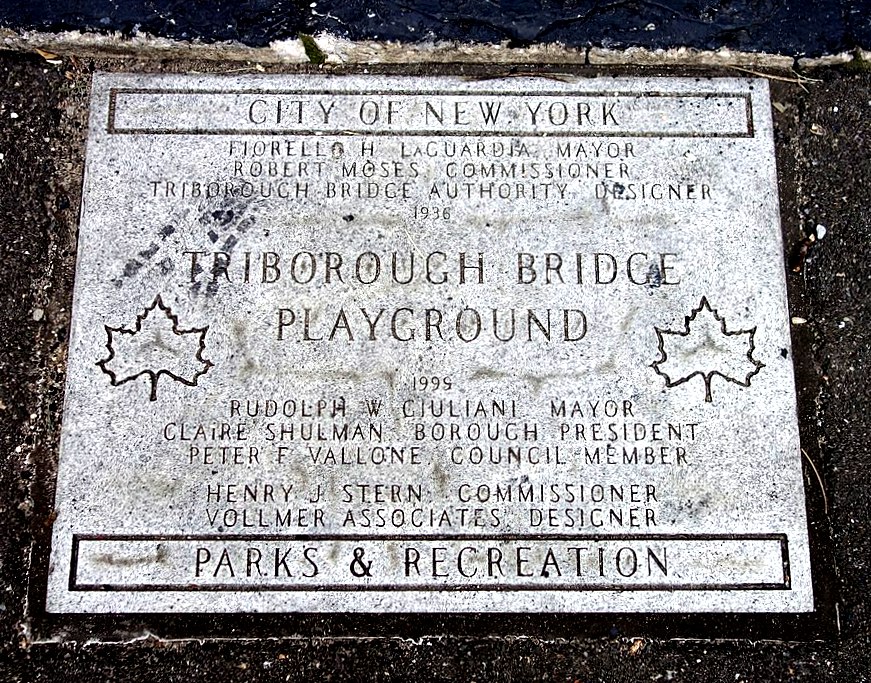 CITY OF NEW YORK
FIORELLO H LaGUARDIA MAYOR
ROBERT MOSES COMMISSIONER
TRIBOROUGH BRIDGE AUTHORITY DESIGNER
1936
TRIBOROUGH BRIDGE
PLAYGROUND
1999
RUDOLPH W GIULIANI MAYOR
CLAIRE SHULMAN BOROUGH PRESIDENT
PETER F VALLONE COUNCIL MEMBER
HENRY J STERN COMMISSIONER
VOLLMER ASSOCIATES DESIGNER
PARKS & RECREATION